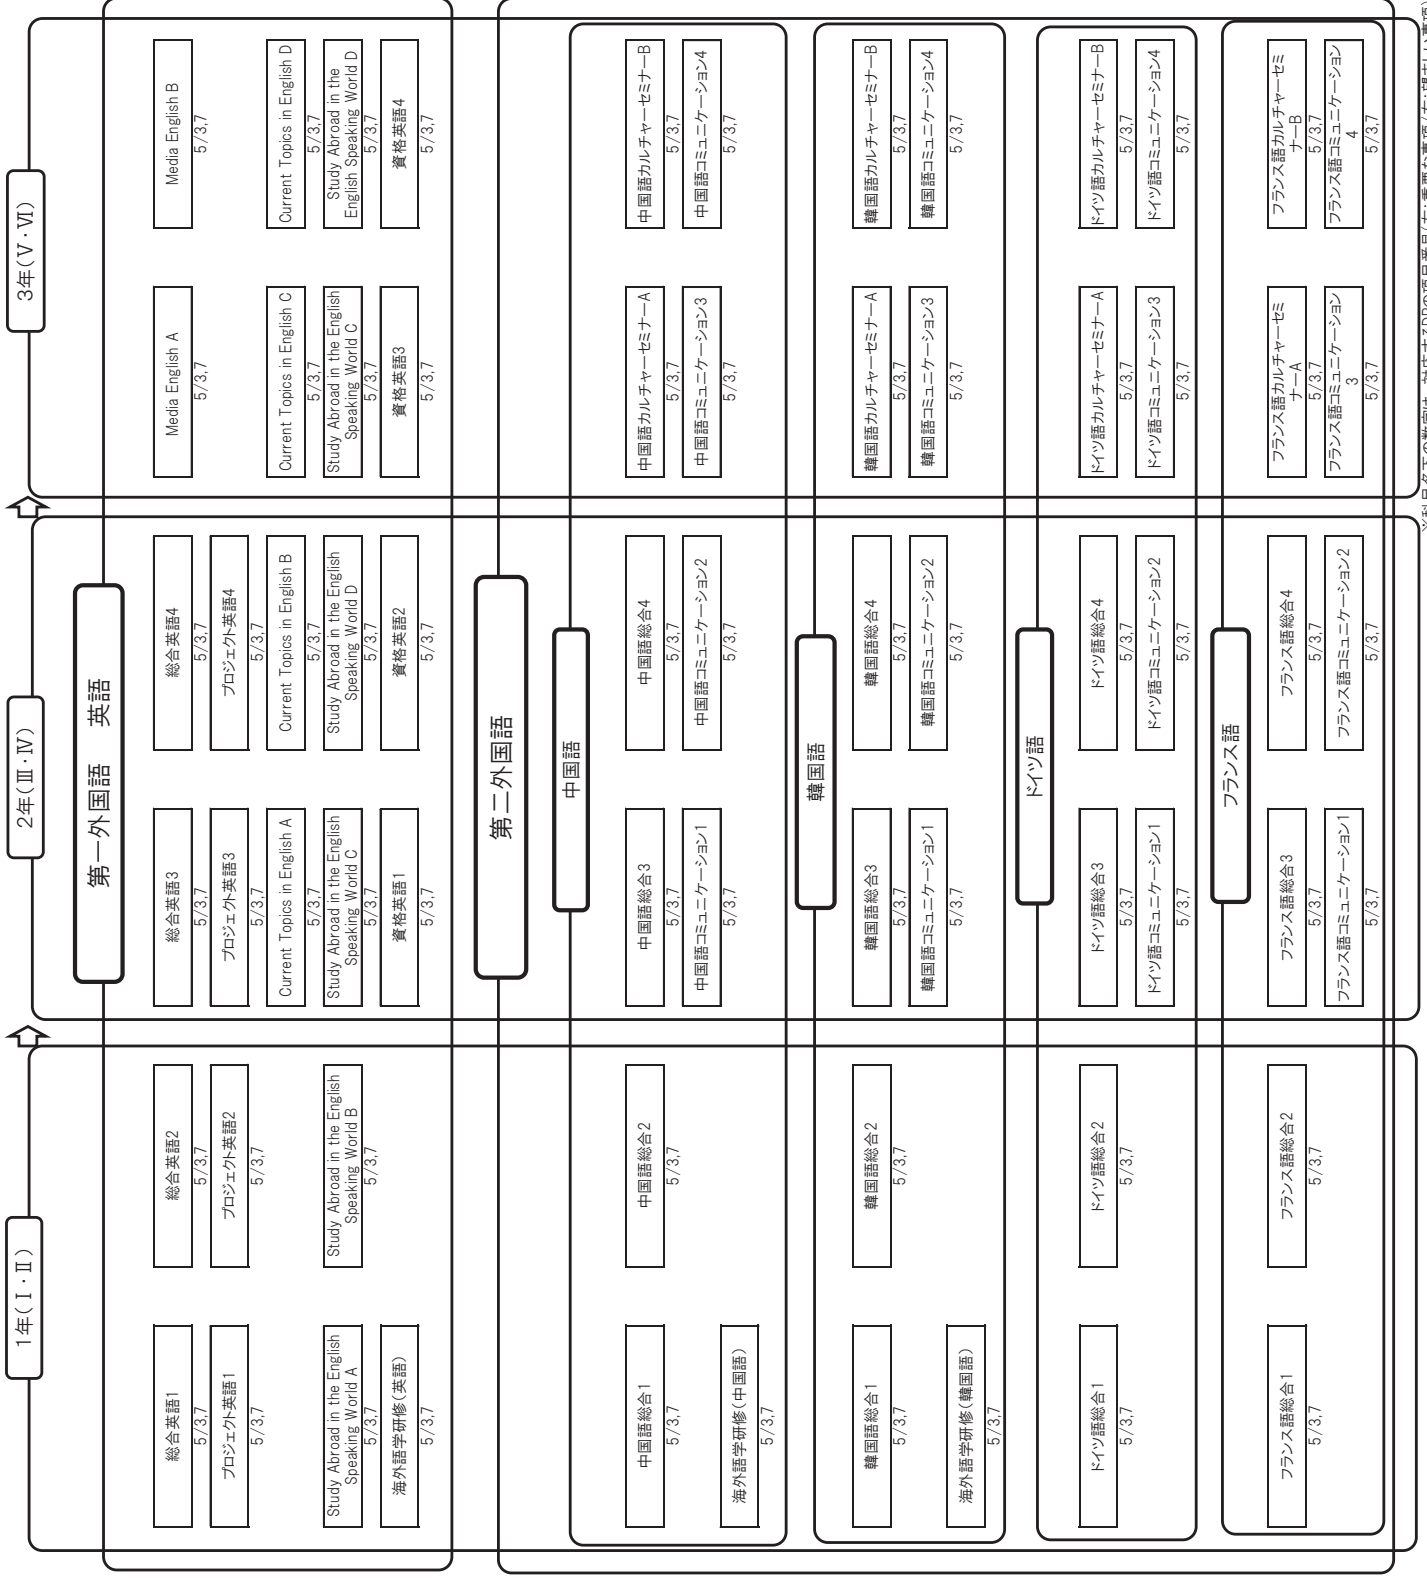 1年(Ⅰ・Ⅱ)
2年(Ⅲ・Ⅳ)
3年(Ⅴ・Ⅵ)
第一外国語 英語
総合英語1
5/3,7
総合英語2
5/3,7
総合英語3
5/3,7
総合英語4
5/3,7
Media English A
5/3,7
Media English B
5/3,7
プロジェクト英語1
5/3,7
プロジェクト英語2
5/3,7
プロジェクト英語3
5/3,7
プロジェクト英語4
5/3,7
Current Topics in English A
5/3,7
Current Topics in English B
5/3,7
Current Topics in English C
5/3,7
Current Topics in English D
5/3,7
Study Abroad in the English
Speaking World A
5/3,7
Study Abroad in the English
Speaking World B
5/3,7
Study Abroad in the English
Speaking World C
5/3,7
Study Abroad in the English
Speaking World D
5/3,7
Study Abroad in the English
Speaking World C
5/3,7
Study Abroad in the
English Speaking World D
5/3,7
海外語学研修(英語)
5/3,7
資格英語1
5/3,7
資格英語2
5/3,7
資格英語3
5/3,7
資格英語4
5/3,7
第二外国語
中国語
中国語総合1
5/3,7
中国語総合2
5/3,7
中国語総合3
5/3,7
中国語総合4
5/3,7
中国語カルチャーセミナーA
5/3,7
中国語カルチャーセミナーB
5/3,7
中国語コミュニケーション1
5/3,7
中国語コミュニケーション2
5/3,7
中国語コミュニケーション3
5/3,7
中国語コミュニケーション4
5/3,7
海外語学研修(中国語)
5/3,7
韓国語
韓国語総合1
5/3,7
韓国語総合2
5/3,7
韓国語総合3
5/3,7
韓国語総合4
5/3,7
韓国語カルチャーセミナーA
5/3,7
韓国語カルチャーセミナーB
5/3,7
韓国語コミュニケーション1
5/3,7
韓国語コミュニケーション2
5/3,7
韓国語コミュニケーション3
5/3,7
韓国語コミュニケーション4
5/3,7
海外語学研修(韓国語)
5/3,7
ドイツ語
ドイツ語総合1
5/3,7
ドイツ語総合2
5/3,7
ドイツ語総合3
5/3,7
ドイツ語総合4
5/3,7
ドイツ語カルチャーセミナーA
5/3,7
ドイツ語カルチャーセミナーB
5/3,7
ドイツ語コミュニケーション1
5/3,7
ドイツ語コミュニケーション2
5/3,7
ドイツ語コミュニケーション3
5/3,7
ドイツ語コミュニケーション4
5/3,7
フランス語
フランス語総合1
5/3,7
フランス語総合2
5/3,7
フランス語総合3
5/3,7
フランス語総合4
5/3,7
フランス語カルチャーセミ
ナーA
5/3,7
フランス語カルチャーセミ
ナーB
5/3,7
フランス語コミュニケーション1
5/3,7
フランス語コミュニケーション2
5/3,7
フランス語コミュニケーション
3
5/3,7
フランス語コミュニケーション
4
5/3,7